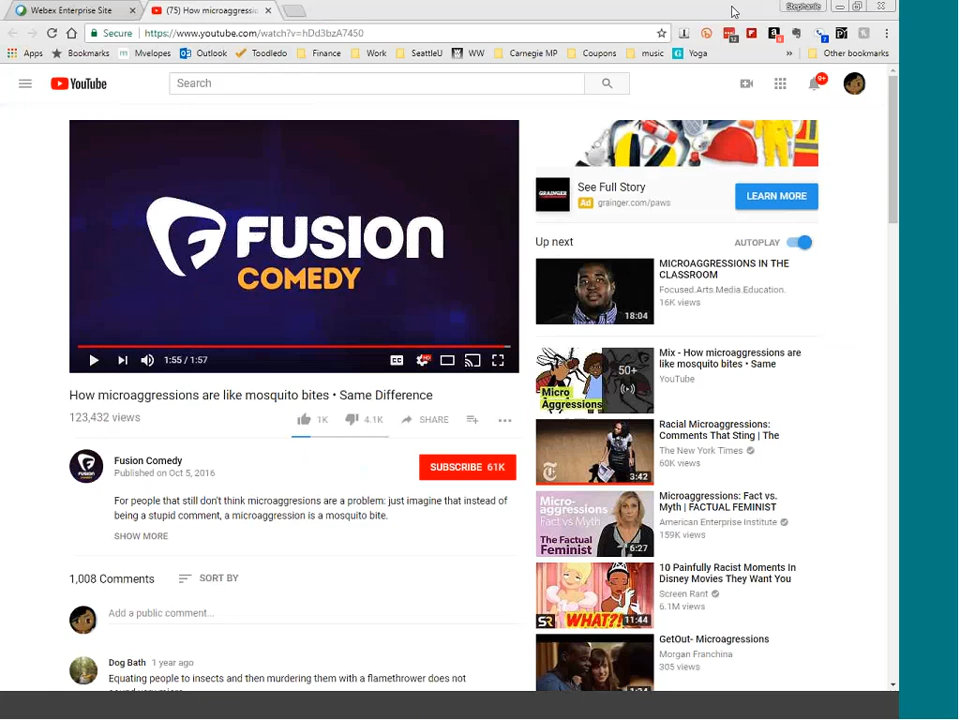 Webex Enterprise Site
(75) How microaggressi
Stephanie
Secure
https://www.youtube.com/watch?v=hDd3bzA7450
Apps
Bookmarks
Mvelopes
Outlook
Toodledo
Finance
Work
SeattleU
WW
Carnegie MP
Coupons
music
Yoga
»
Other bookmarks
YouTube
Search
9+
FUSION
COMEDY
1:55 / 1:57
CC
HD
GRAINGER
See Full Story
Ad grainger.com/paws
LEARN MORE
Up next
AUTOPLAY
MICROAGGRESSIONS IN THE
CLASSROOM
Focused.Arts.Media.Education.
16K views
18:04
Mix - How microaggressions are
like mosquito bites • Same
YouTube
50+
Micro
Aggressions
Racial Microaggressions:
Comments That Sting | The
The New York Times
60K views
3:42
Microaggressions: Fact vs.
Myth | FACTUAL FEMINIST
American Enterprise Institute
159K views
Micro-
aggressions
Fact vs Myth
The Factual
Feminist
6:27
10 Painfully Racist Moments In
Disney Movies They Want You
Screen Rant
6.1M views
SR
WHAT?!
11:44
GetOut- Microagressions
Morgan Franchina
305 views
How microaggressions are like mosquito bites • Same Difference
123,432 views
1K
4.1K
SHARE
Fusion Comedy
Published on Oct 5, 2016
SUBSCRIBE 61K
For people that still don't think microaggresions are a problem: just imagine that instead of
being a stupid comment, a microaggression is a mosquito bite.
SHOW MORE
1,008 Comments
SORT BY
Add a public comment...
Dog Bath 1 year ago
Equating people to insects and then murdering them with a flamethrower does not